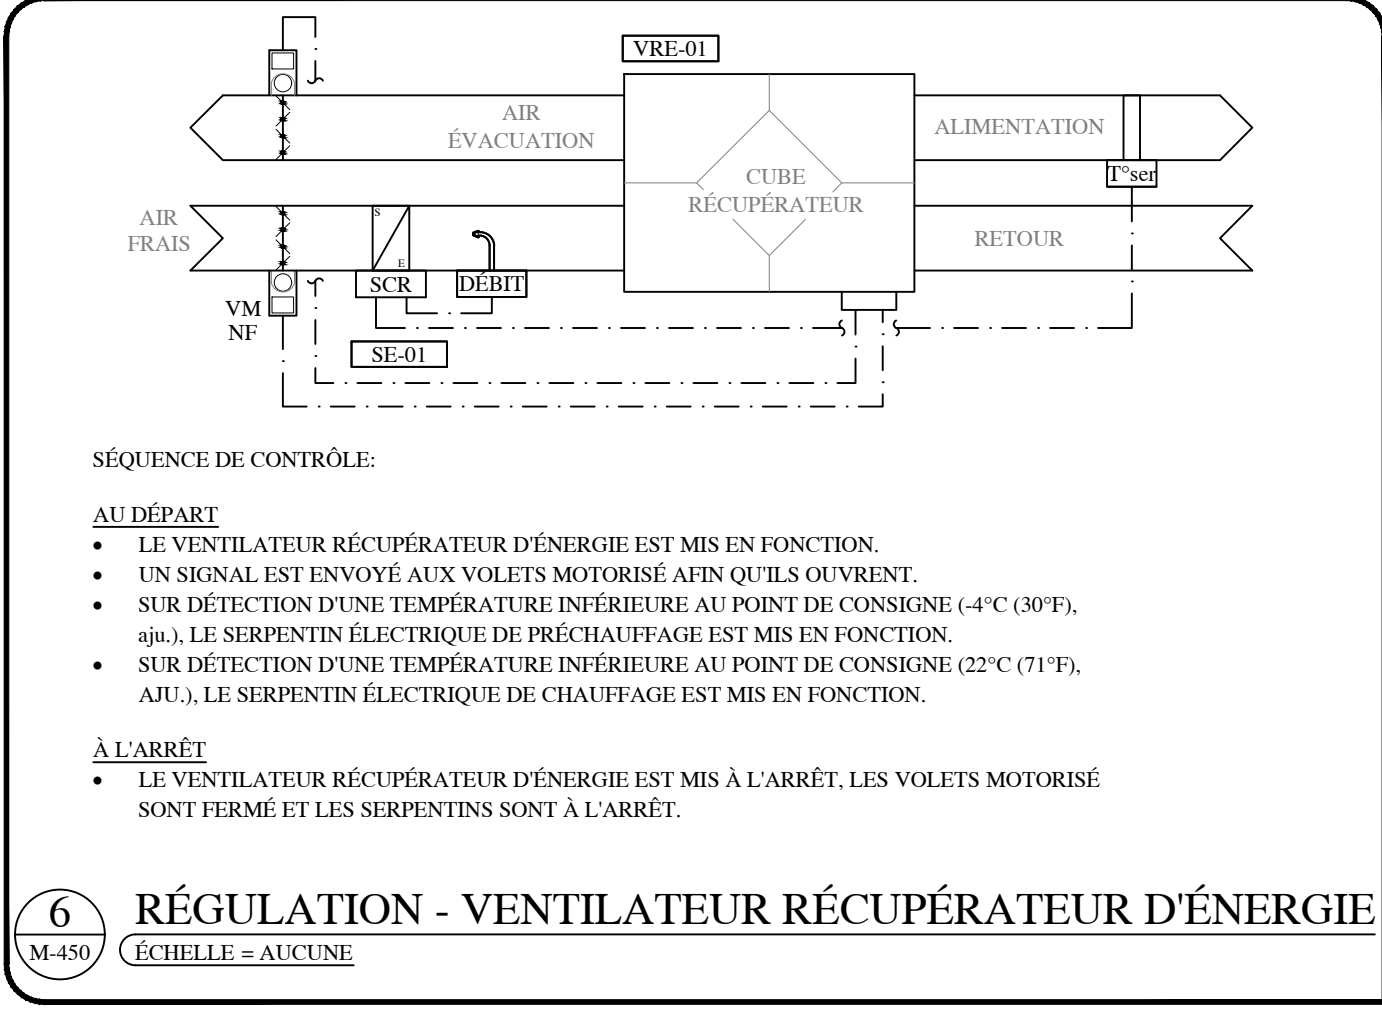 VRE-01
AIR
ÉVACUATION
ALIMENTATION
T°ser
CUBE
RÉCUPÉRATEUR
AIR
FRAIS
S
E
RETOUR
SCR
DÉBIT
VM
NF
SE-01
SÉQUENCE DE CONTRÔLE:
AU DÉPART
• LE VENTILATEUR RÉCUPÉRATEUR D'ÉNERGIE EST MIS EN FONCTION.
• UN SIGNAL EST ENVOYÉ AUX VOLETS MOTORISÉ AFIN QU'ILS OUVRENT.
• SUR DÉTECTION D'UNE TEMPÉRATURE INFÉRIEURE AU POINT DE CONSIGNE (-4°C (30°F),
aju.), LE SERPENTIN ÉLECTRIQUE DE PRÉCHAUFFAGE EST MIS EN FONCTION.
• SUR DÉTECTION D'UNE TEMPÉRATURE INFÉRIEURE AU POINT DE CONSIGNE (22°C (71°F),
AJU.), LE SERPENTIN ÉLECTRIQUE DE CHAUFFAGE EST MIS EN FONCTION.
À L'ARRÊT
• LE VENTILATEUR RÉCUPÉRATEUR D'ÉNERGIE EST MIS À L'ARRÊT, LES VOLETS MOTORISÉ
SONT FERMÉ ET LES SERPENTINS SONT À L'ARRÊT.
6
M-450
RÉGULATION - VENTILATEUR RÉCUPÉRATEUR D'ÉNERGIE
ÉCHELLE = AUCUNE